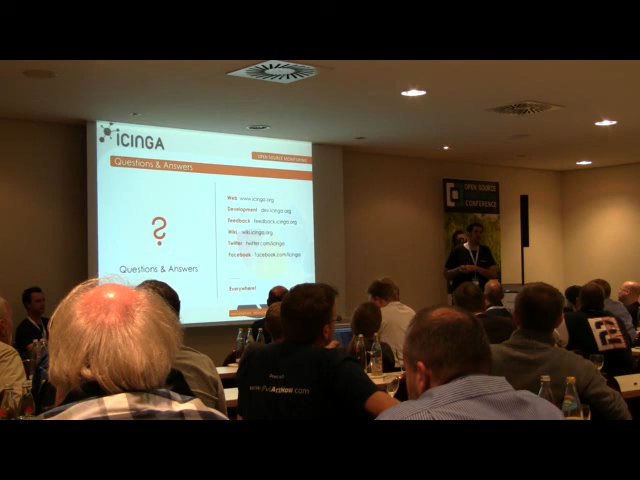 ICINGA
Questions & Answers
OPEN SOURCE MONITORING
Web www.icinga.org
Development dev.icinga.org
Feedback feedback.icinga.org
Wiki wiki.icinga.org
Twitter twitter.com/icinga
Facebook facebook.com/icinga
?
Questions & Answers
Everywhere!
OPEN SOURCE
CONFERENCE
2